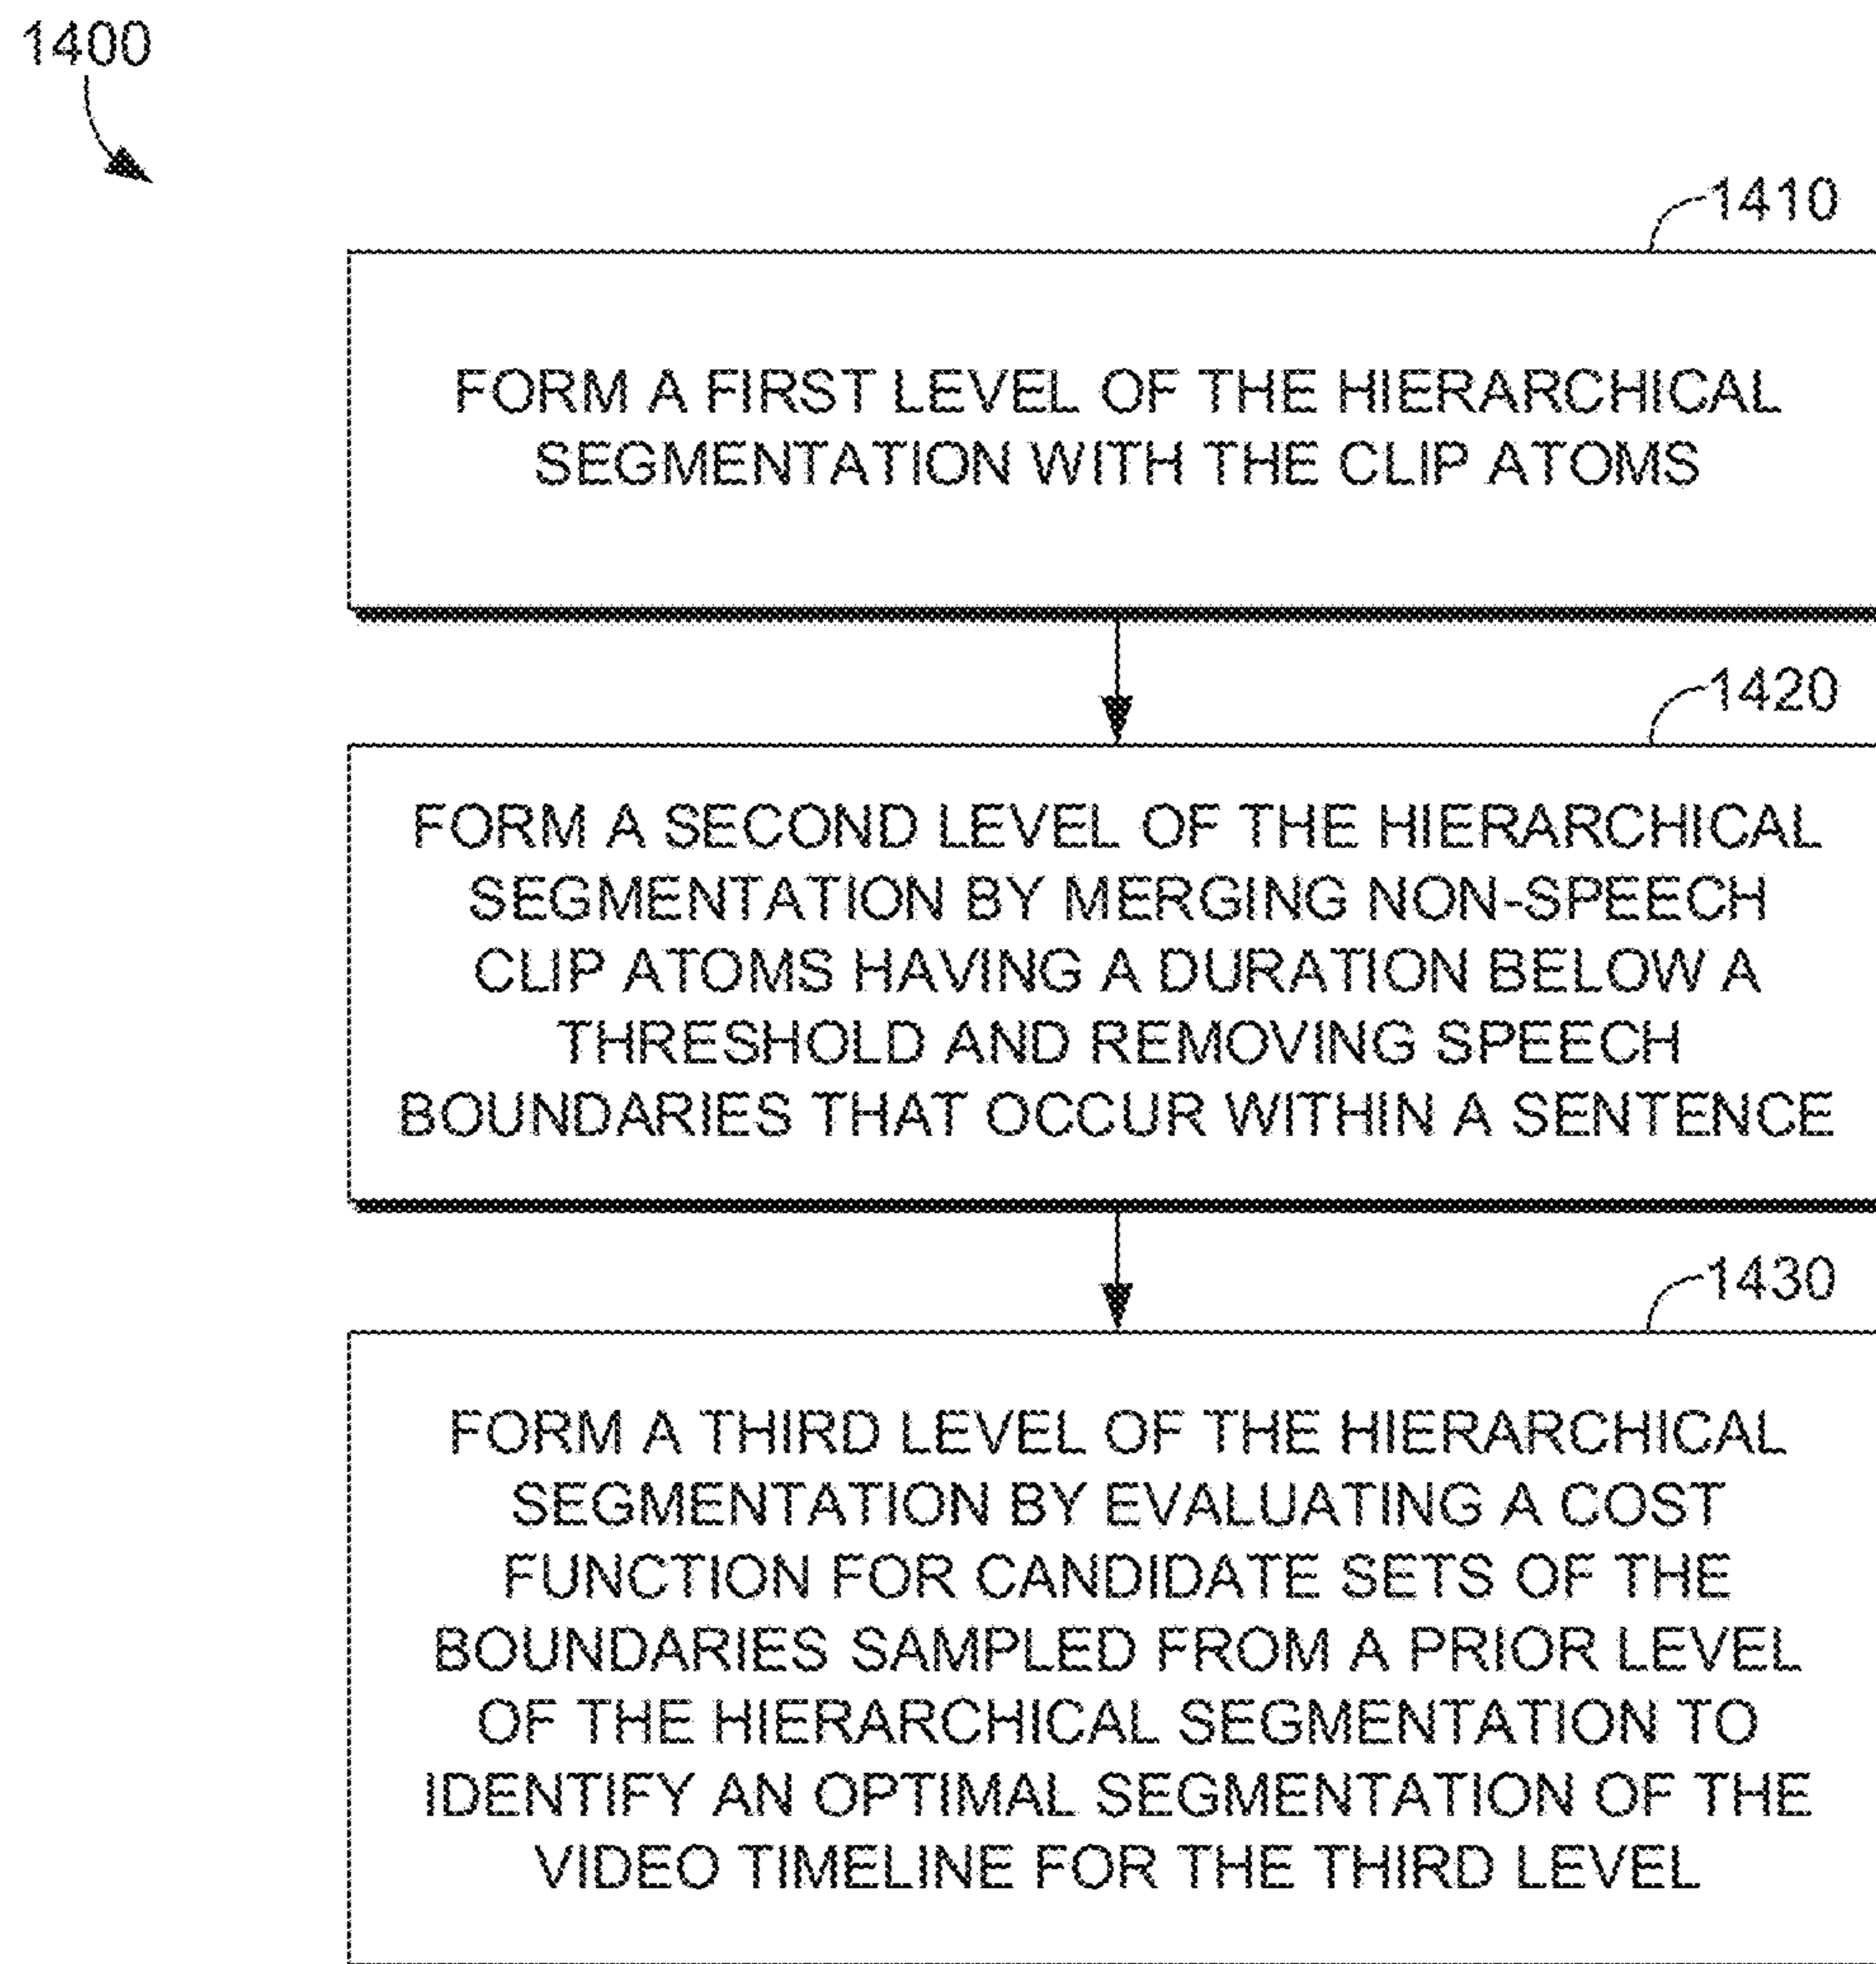 1400
1410
FORM A FIRST LEVEL OF THE HIERARCHICAL
SEGMENTATION WITH THE CLIP ATOMS
1420
FORM A SECOND LEVEL OF THE HIERARCHICAL
SEGMENTATION BY MERGING NON-SPEECH
CLIP ATOMS HAVING A DURATION BELOW A
THRESHOLD AND REMOVING SPEECH
BOUNDARIES THAT OCCUR WITHIN A SENTENCE
1430
FORM A THIRD LEVEL OF THE HIERARCHICAL
SEGMENTATION BY EVALUATING A COST
FUNCTION FOR CANDIDATE SETS OF THE
BOUNDARIES SAMPLED FROM A PRIOR LEVEL
OF THE HIERARCHICAL SEGMENTATION TO
IDENTIFY AN OPTIMAL SEGMENTATION OF THE
VIDEO TIMELINE FOR THE THIRD LEVEL